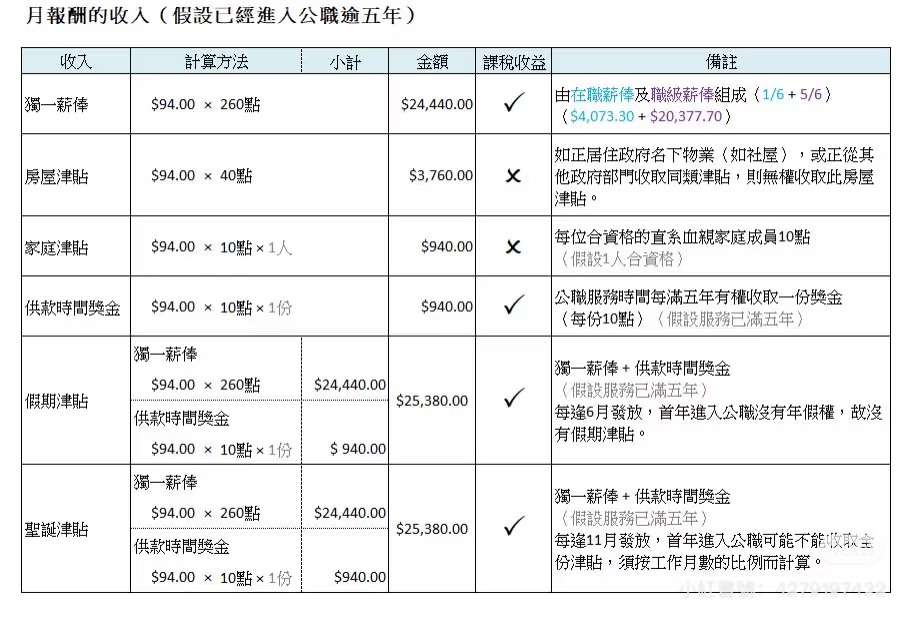 月報酬的收入（假設已經進入公職逾五年）
收入 計算方法 小計 金額 課稅收益 備註
獨一薪俸 $94.00 × 260點 $24,440.00 ✓ 由在職薪俸及職級薪俸組成（1/6 + 5/6）
（$4,073.30 + $20,377.70）
房屋津貼 $94.00 × 40點 $3,760.00 × 如正居住政府名下物業（如社屋），或正從其
他政府部門收取同類津貼，則無權收取此房屋
津貼。
家庭津貼 $94.00 × 10點 × 1人 $940.00 × 每位合資格的直系血親家庭成員10點
（假設1人合資格）
供款時間獎金 $94.00 × 10點 × 1份 $940.00 ✓ 公職服務時間每滿五年有權收取一份獎金
（每份10點）（假設服務已滿五年）
假期津貼
獨一薪俸
$94.00 × 260點 $24,440.00
供款時間獎金
$94.00 × 10點 × 1份 $ 940.00
$25,380.00 ✓
獨一薪俸 + 供款時間獎金
（假設服務已滿五年）
每逢6月發放，首年進入公職沒有年假權，故沒
有假期津貼。
聖誕津貼
獨一薪俸
$94.00 × 260點 $24,440.00
供款時間獎金
$94.00 × 10點 × 1份 $940.00
$25,380.00 ✓
獨一薪俸 + 供款時間獎金
（假設服務已滿五年）
每逢11月發放，首年進入公職可能不能收取全
份津貼，須按工作月數的比例而計算。
小紅書號：